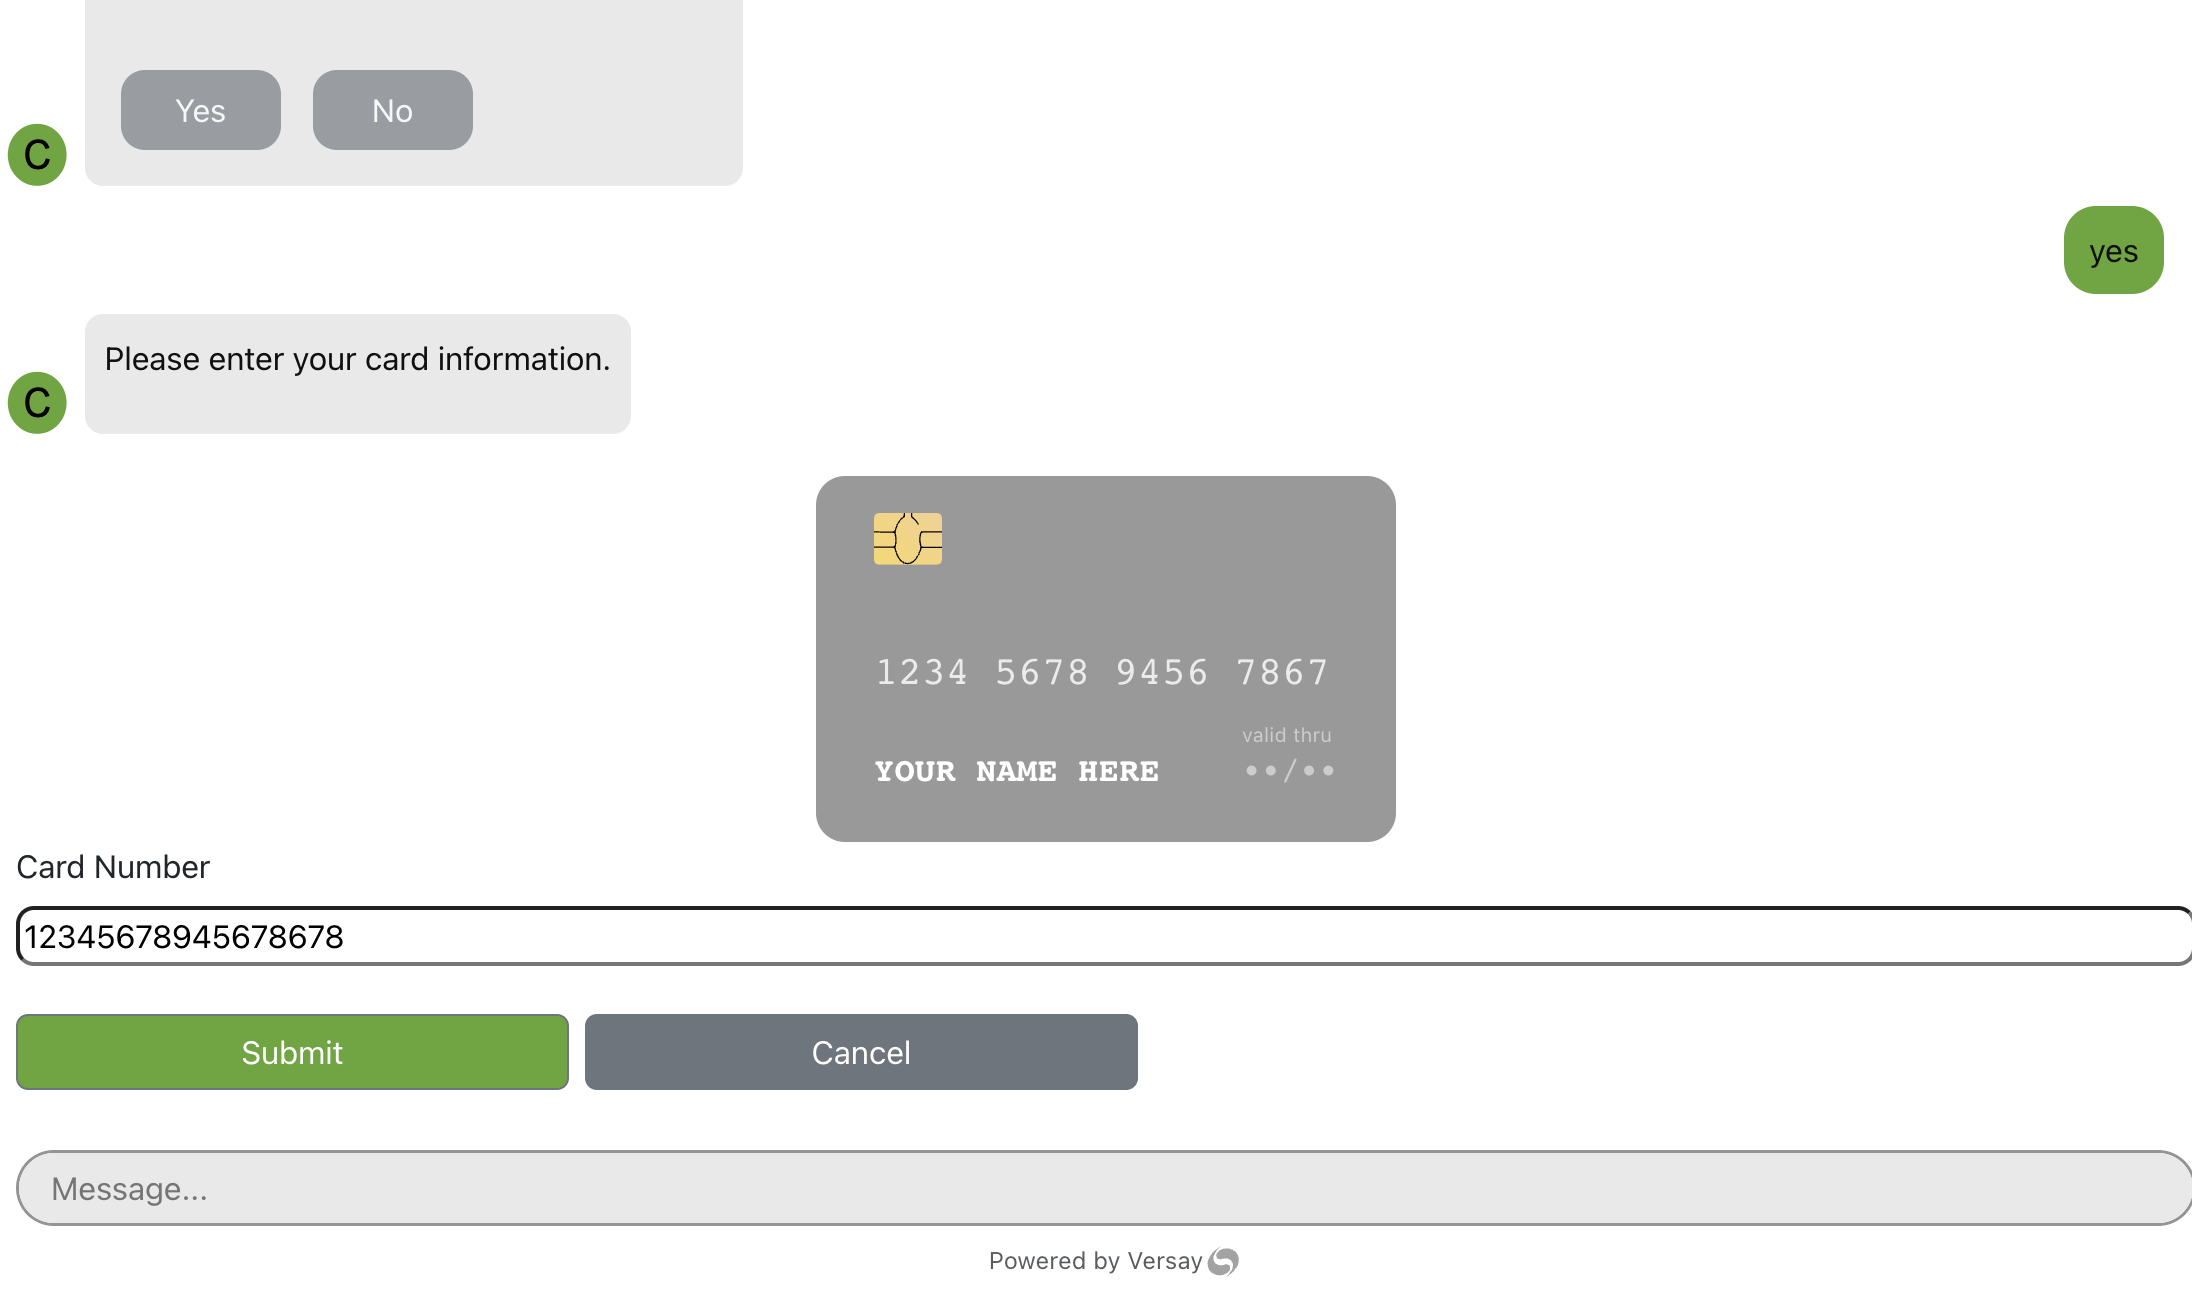 Yes No
C
yes
Please enter your card information.
C
1234 5678 9456 7867
valid thru
YOUR NAME HERE ••/••
Card Number
12345678945678678
Submit Cancel
Message...
Powered by Versay